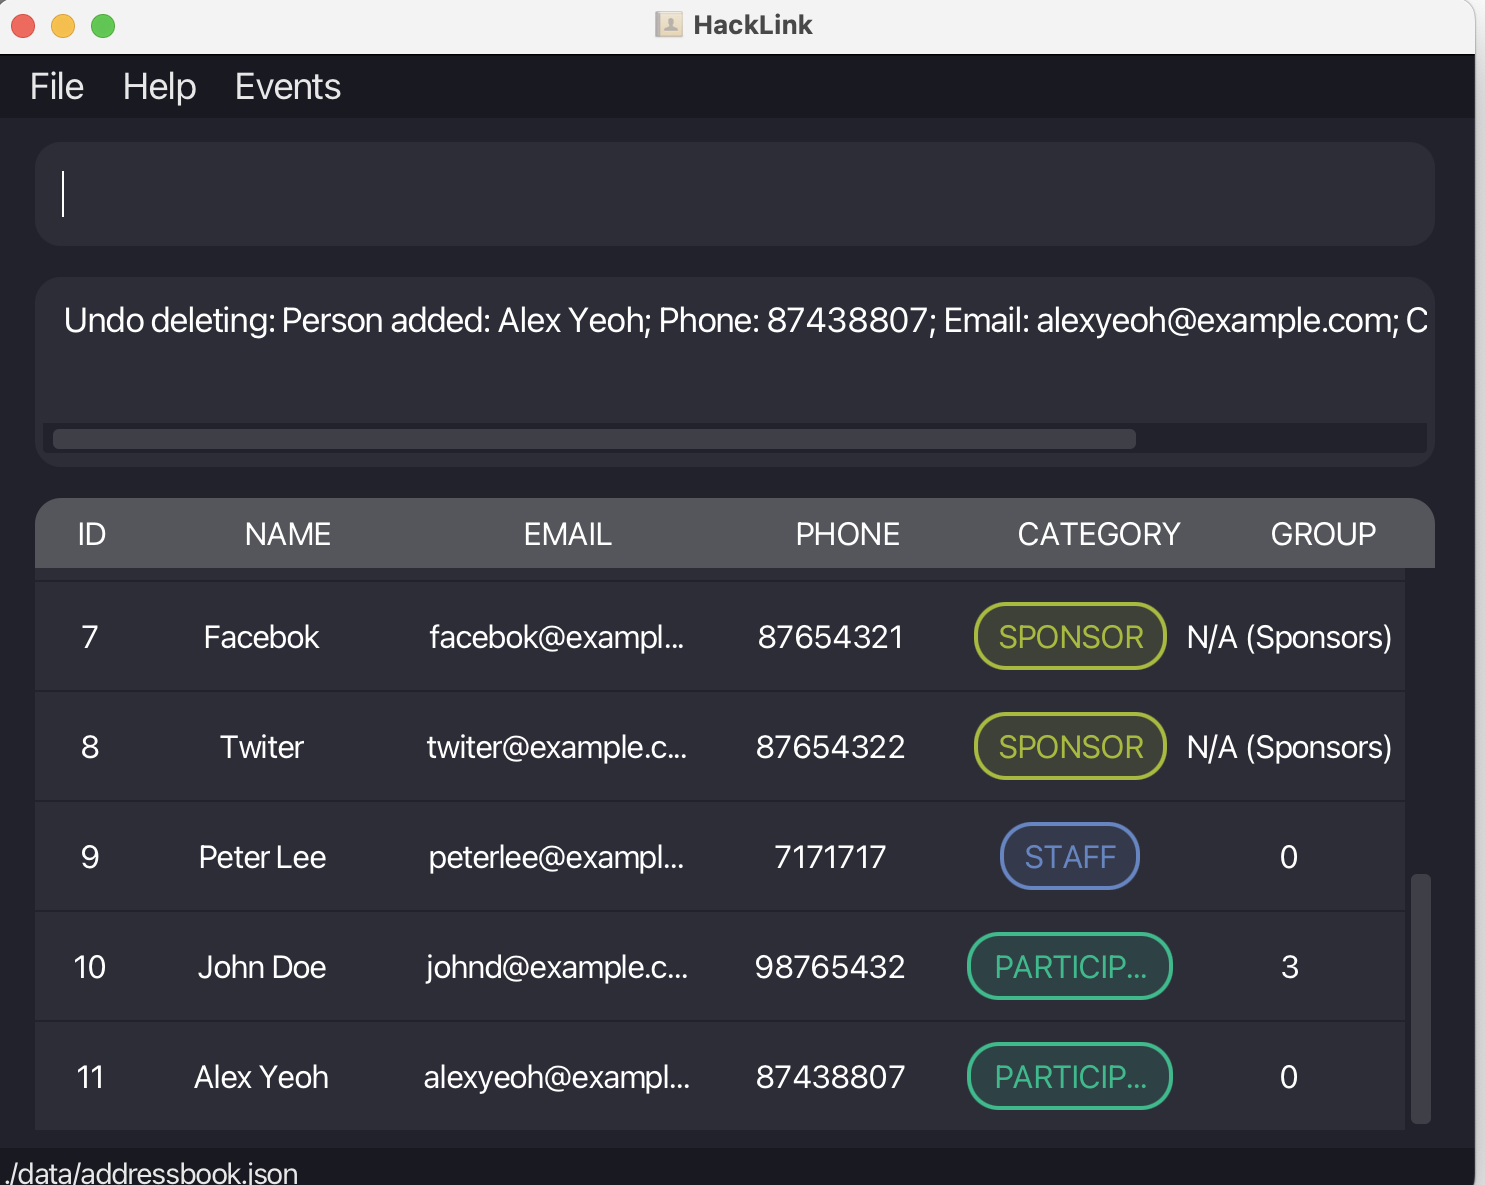 HackLink
File Help Events
Undo deleting: Person added: Alex Yeoh; Phone: 87438807; Email: alexyeoh@example.com; C
ID NAME EMAIL PHONE CATEGORY GROUP
7 Facebok facebok@exampl... 87654321 SPONSOR N/A (Sponsors)
8 Twiter twiter@example.c... 87654322 SPONSOR N/A (Sponsors)
9 Peter Lee peterlee@exampl... 7171717 STAFF 0
10 John Doe johnd@example.c... 98765432 PARTICIP... 3
11 Alex Yeoh alexyeoh@exampl... 87438807 PARTICIP... 0
./data/addressbook.json